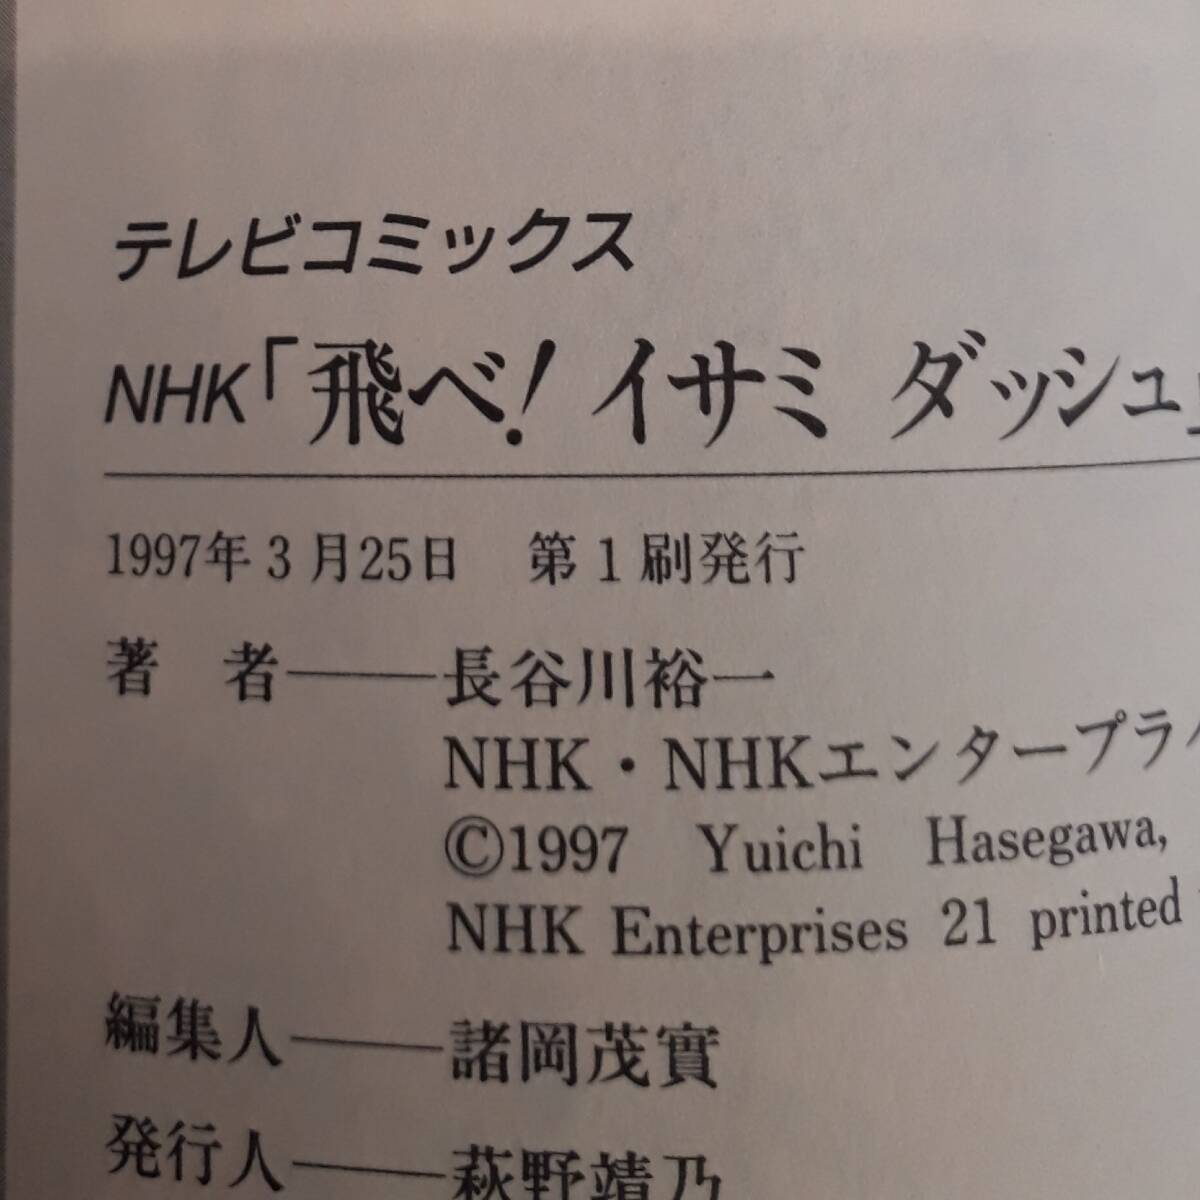 テレビコミックス
NHK「飛べ！イサミ ダッシュ」
1997年3月25日　第1刷発行
著　者――長谷川裕一
NHK・NHKエンタープライ
©1997 Yuichi Hasegawa,
NHK Enterprises 21 printed
編集人――諸岡茂實
発行人――萩野靖乃